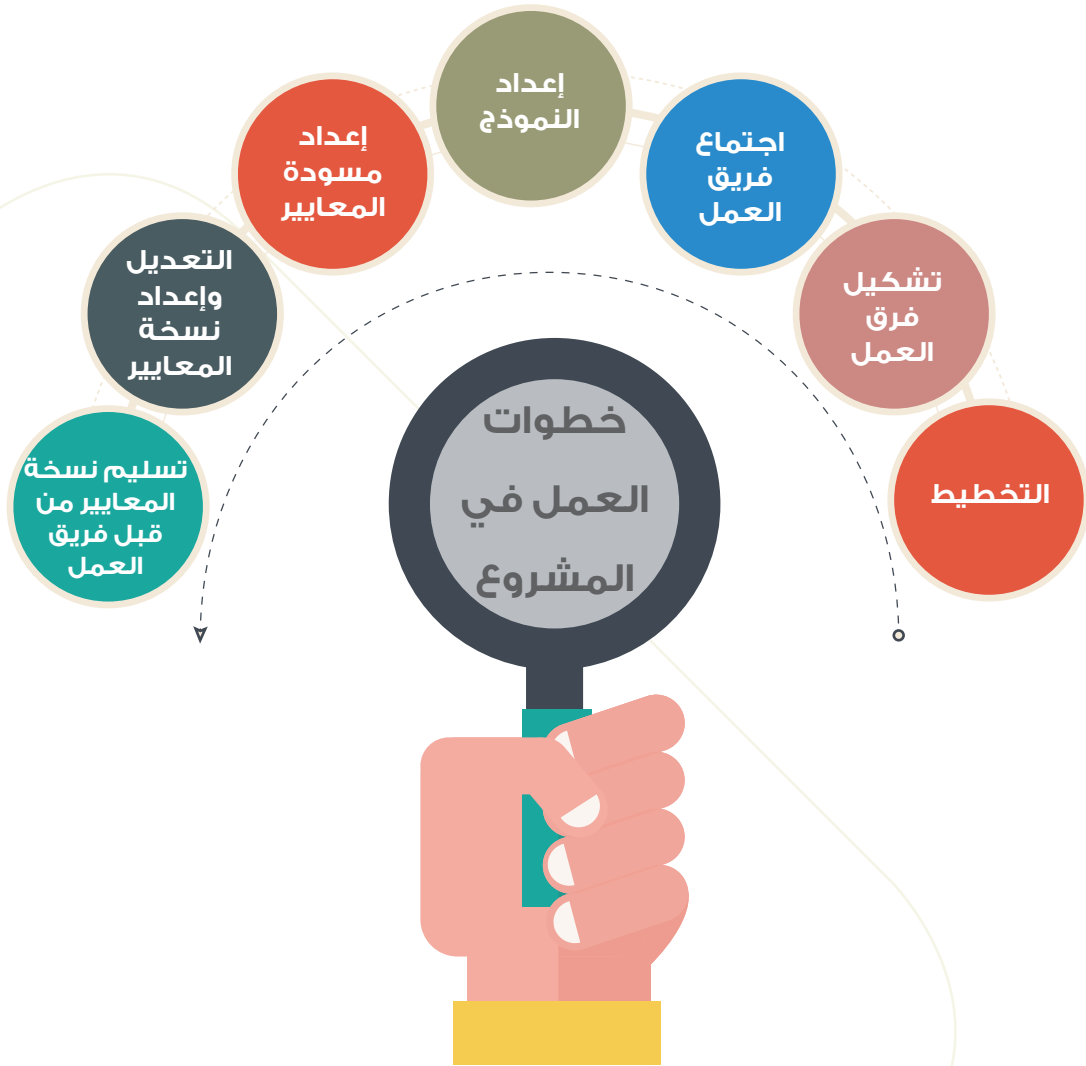 خطوات
العمل في
المشروع
التخطيط
تشكيل
فرق
العمل
اجتماع
فريق
العمل
إعداد
النموذج
إعداد
مسودة
المعايير
التعديل
وإعداد
نسخة
المعايير
تسليم نسخة
المعايير من
قبل فريق
العمل